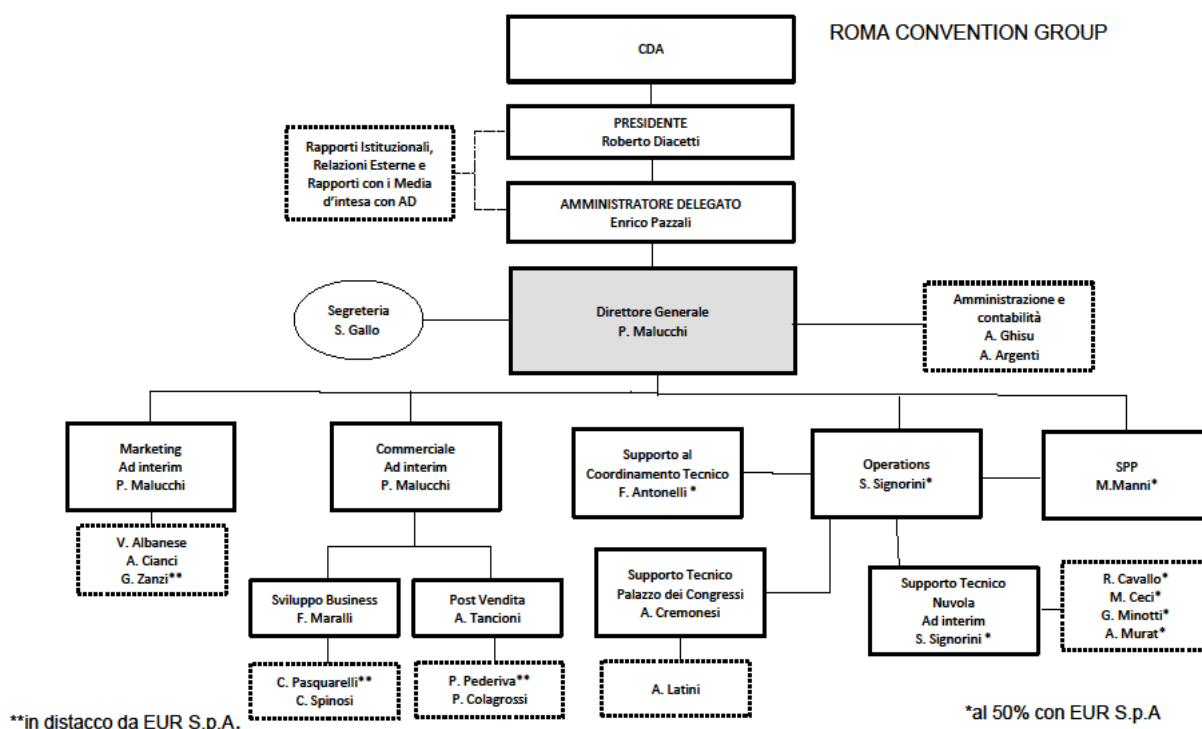 ROMA CONVENTION GROUP
CDA
PRESIDENTE
Roberto Diacetti
Rapporti Istituzionali,
Relazioni Esterne e
Rapporti con i Media
d'intesa con AD
AMMINISTRATORE DELEGATO
Enrico Pazzali
Segreteria
S. Gallo
Direttore Generale
P. Malucchi
Amministrazione e
contabilità
A. Ghisu
A. Argenti
Marketing
Ad interim
P. Malucchi
Commerciale
Ad interim
P. Malucchi
Supporto al
Coordinamento Tecnico
F. Antonelli *
Operations
S. Signorini*
SPP
M.Manni*
V. Albanese
A. Cianci
G. Zanzi**
Sviluppo Business
F. Maralli
Post Vendita
A. Tancioni
Supporto Tecnico
Palazzo dei Congressi
A. Cremonesi
Supporto Tecnico
Nuvola
Ad interim
S. Signorini *
R. Cavallo*
M. Ceci*
G. Minotti*
A. Murat*
C. Pasquarelli**
C. Spinosi
P. Pederiva**
P. Colagrossi
A. Latini
**in distacco da EUR S.p.A.
*al 50% con EUR S.p.A